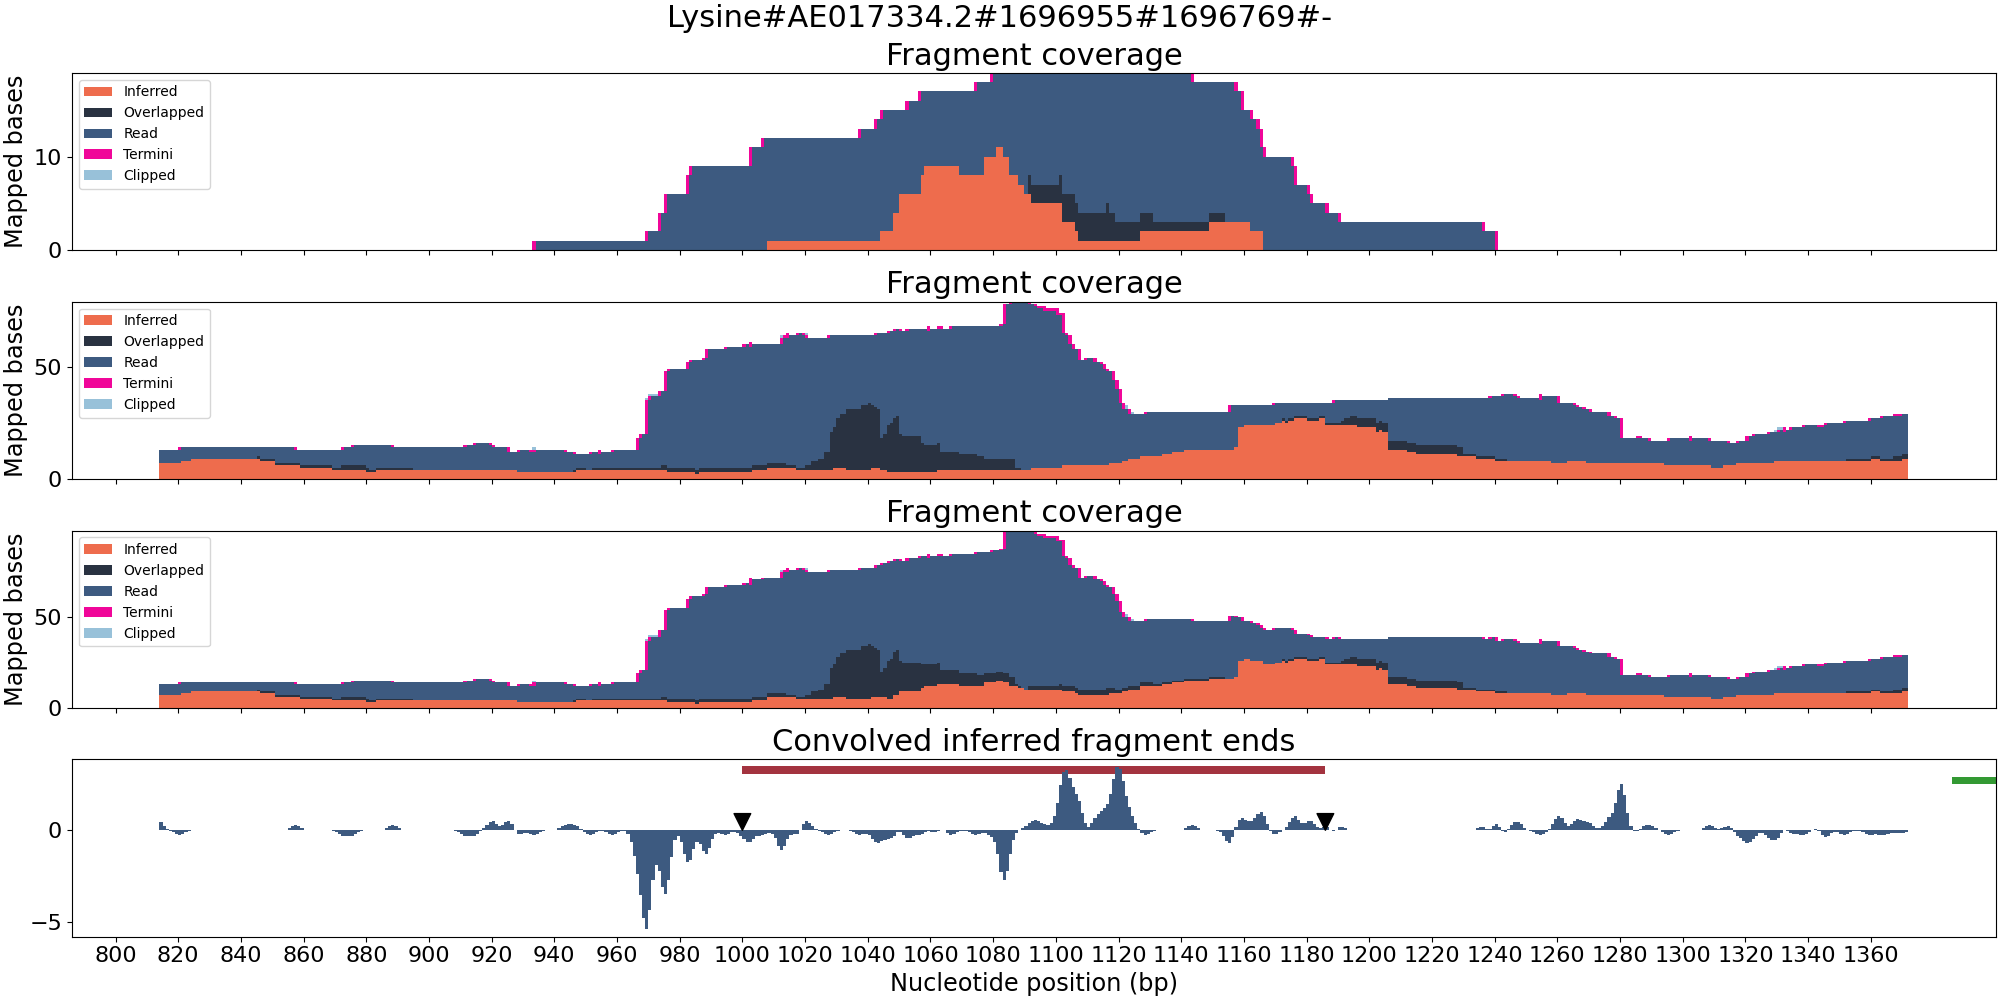 Lysine#AE017334.2#1696955#1696769#-
Fragment coverage
Mapped bases
10
0
Inferred
Overlapped
Read
Termini
Clipped
Fragment coverage
Mapped bases
50
0
Inferred
Overlapped
Read
Termini
Clipped
Fragment coverage
Mapped bases
50
0
Inferred
Overlapped
Read
Termini
Clipped
Convolved inferred fragment ends
0
−5
800 820 840 860 880 900 920 940 960 980 1000 1020 1040 1060 1080 1100 1120 1140 1160 1180 1200 1220 1240 1260 1280 1300 1320 1340 1360
Nucleotide position (bp)